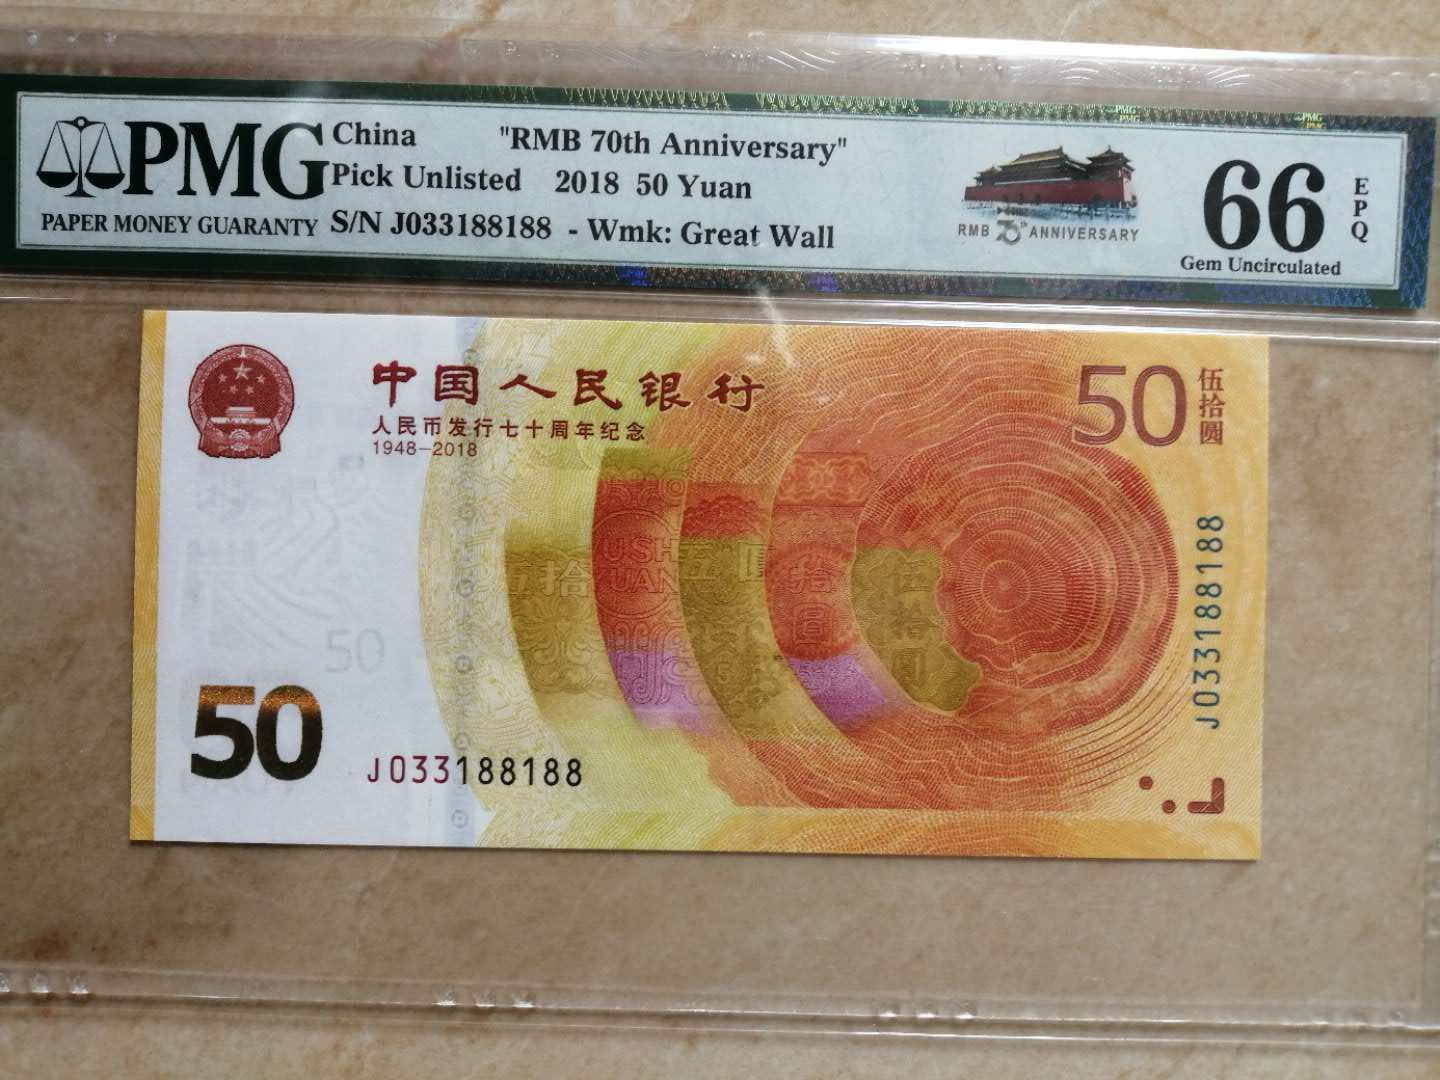 PMG
PAPER MONEY GUARANTY
China "RMB 70th Anniversary"
Pick Unlisted 2018 50 Yuan
S/N J033188188 - Wmk: Great Wall
RMB 70th ANNIVERSARY
66
EPQ
Gem Uncirculated
中国人民银行
人民币发行七十周年纪念
1948-2018
50
伍拾圆
50
50
J033188188
J033188188